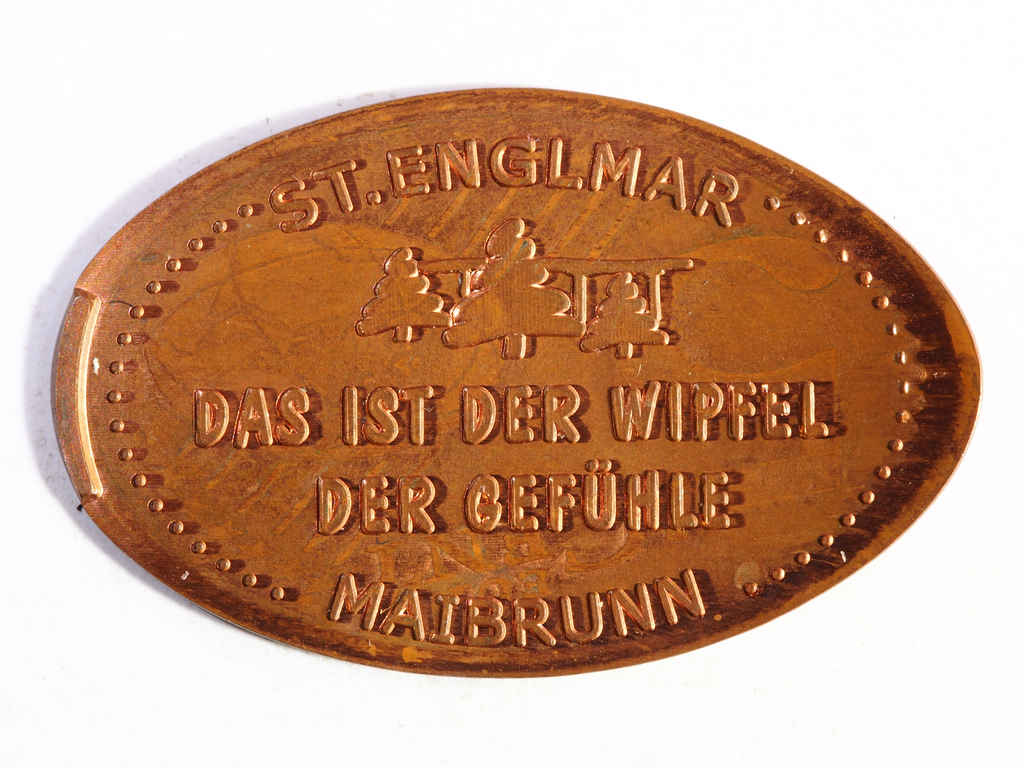 ST. ENGLMAR
DAS IST DER WIPFEL
DER GEFÜHLE
MAIBRUNN